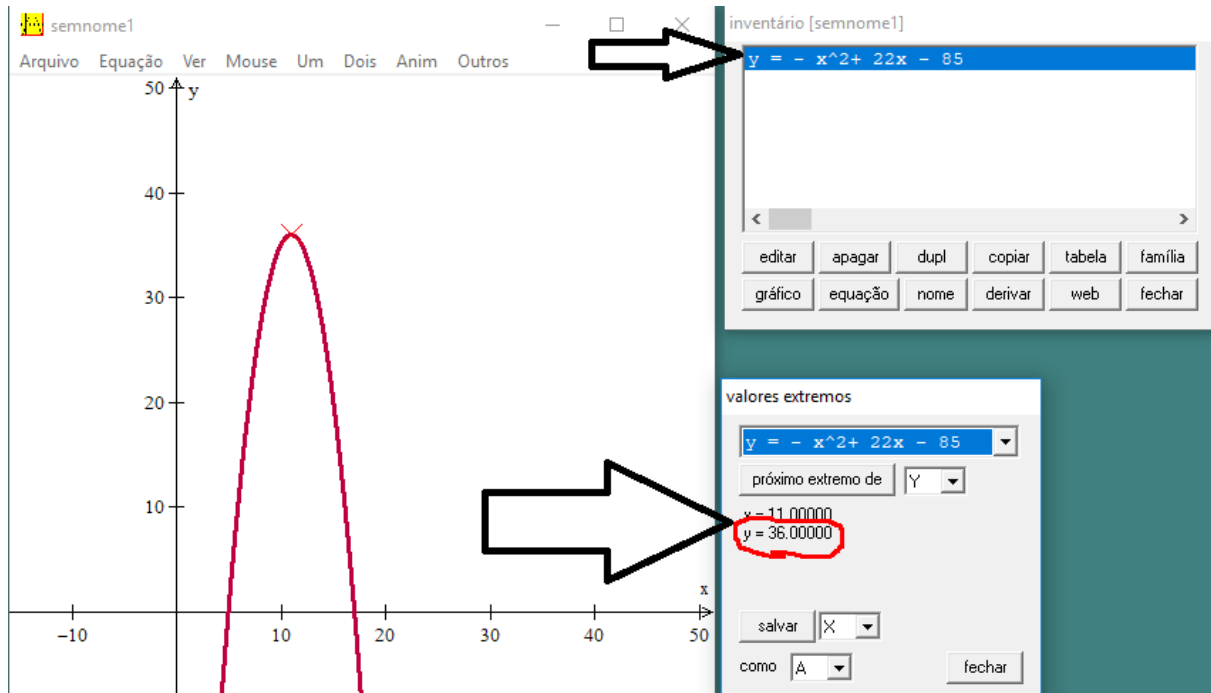 semnome1
Arquivo Equação Ver Mouse Um Dois Anim Outros
50
y
40
30
20
10
x
−10
10
20
30
40
50
inventário [semnome1]
y = - x^2+ 22x - 85
editar apagar dupl copiar tabela família
gráfico equação nome derivar web fechar
valores extremos
y = - x^2+ 22x - 85
próximo extremo de Y
x = 11.00000
y = 36.00000
salvar X
como A fechar